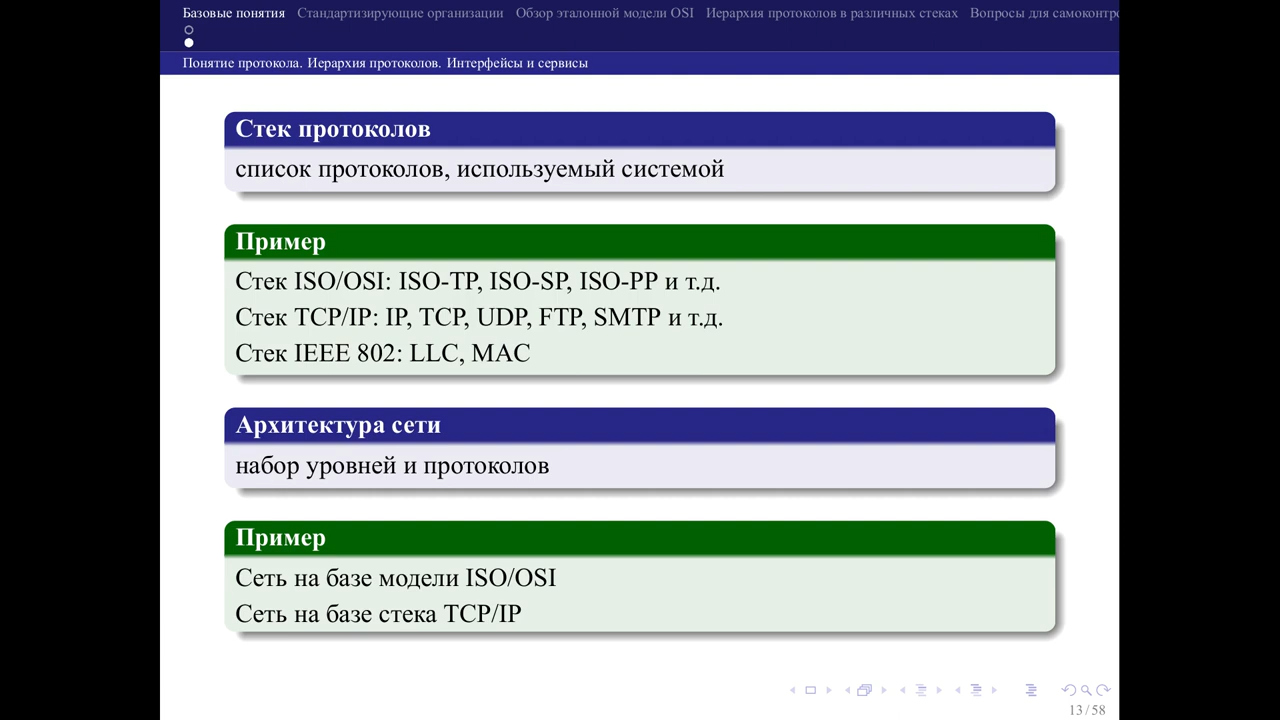 Базовые понятия Стандартизирующие организации Обзор эталонной модели OSI Иерархия протоколов в различных стеках Вопросы для самоконтро
Понятие протокола. Иерархия протоколов. Интерфейсы и сервисы
Стек протоколов
список протоколов, используемый системой
Пример
Стек ISO/OSI: ISO-TP, ISO-SP, ISO-PP и т.д.
Стек TCP/IP: IP, TCP, UDP, FTP, SMTP и т.д.
Стек IEEE 802: LLC, MAC
Архитектура сети
набор уровней и протоколов
Пример
Сеть на базе модели ISO/OSI
Сеть на базе стека TCP/IP
13 / 58